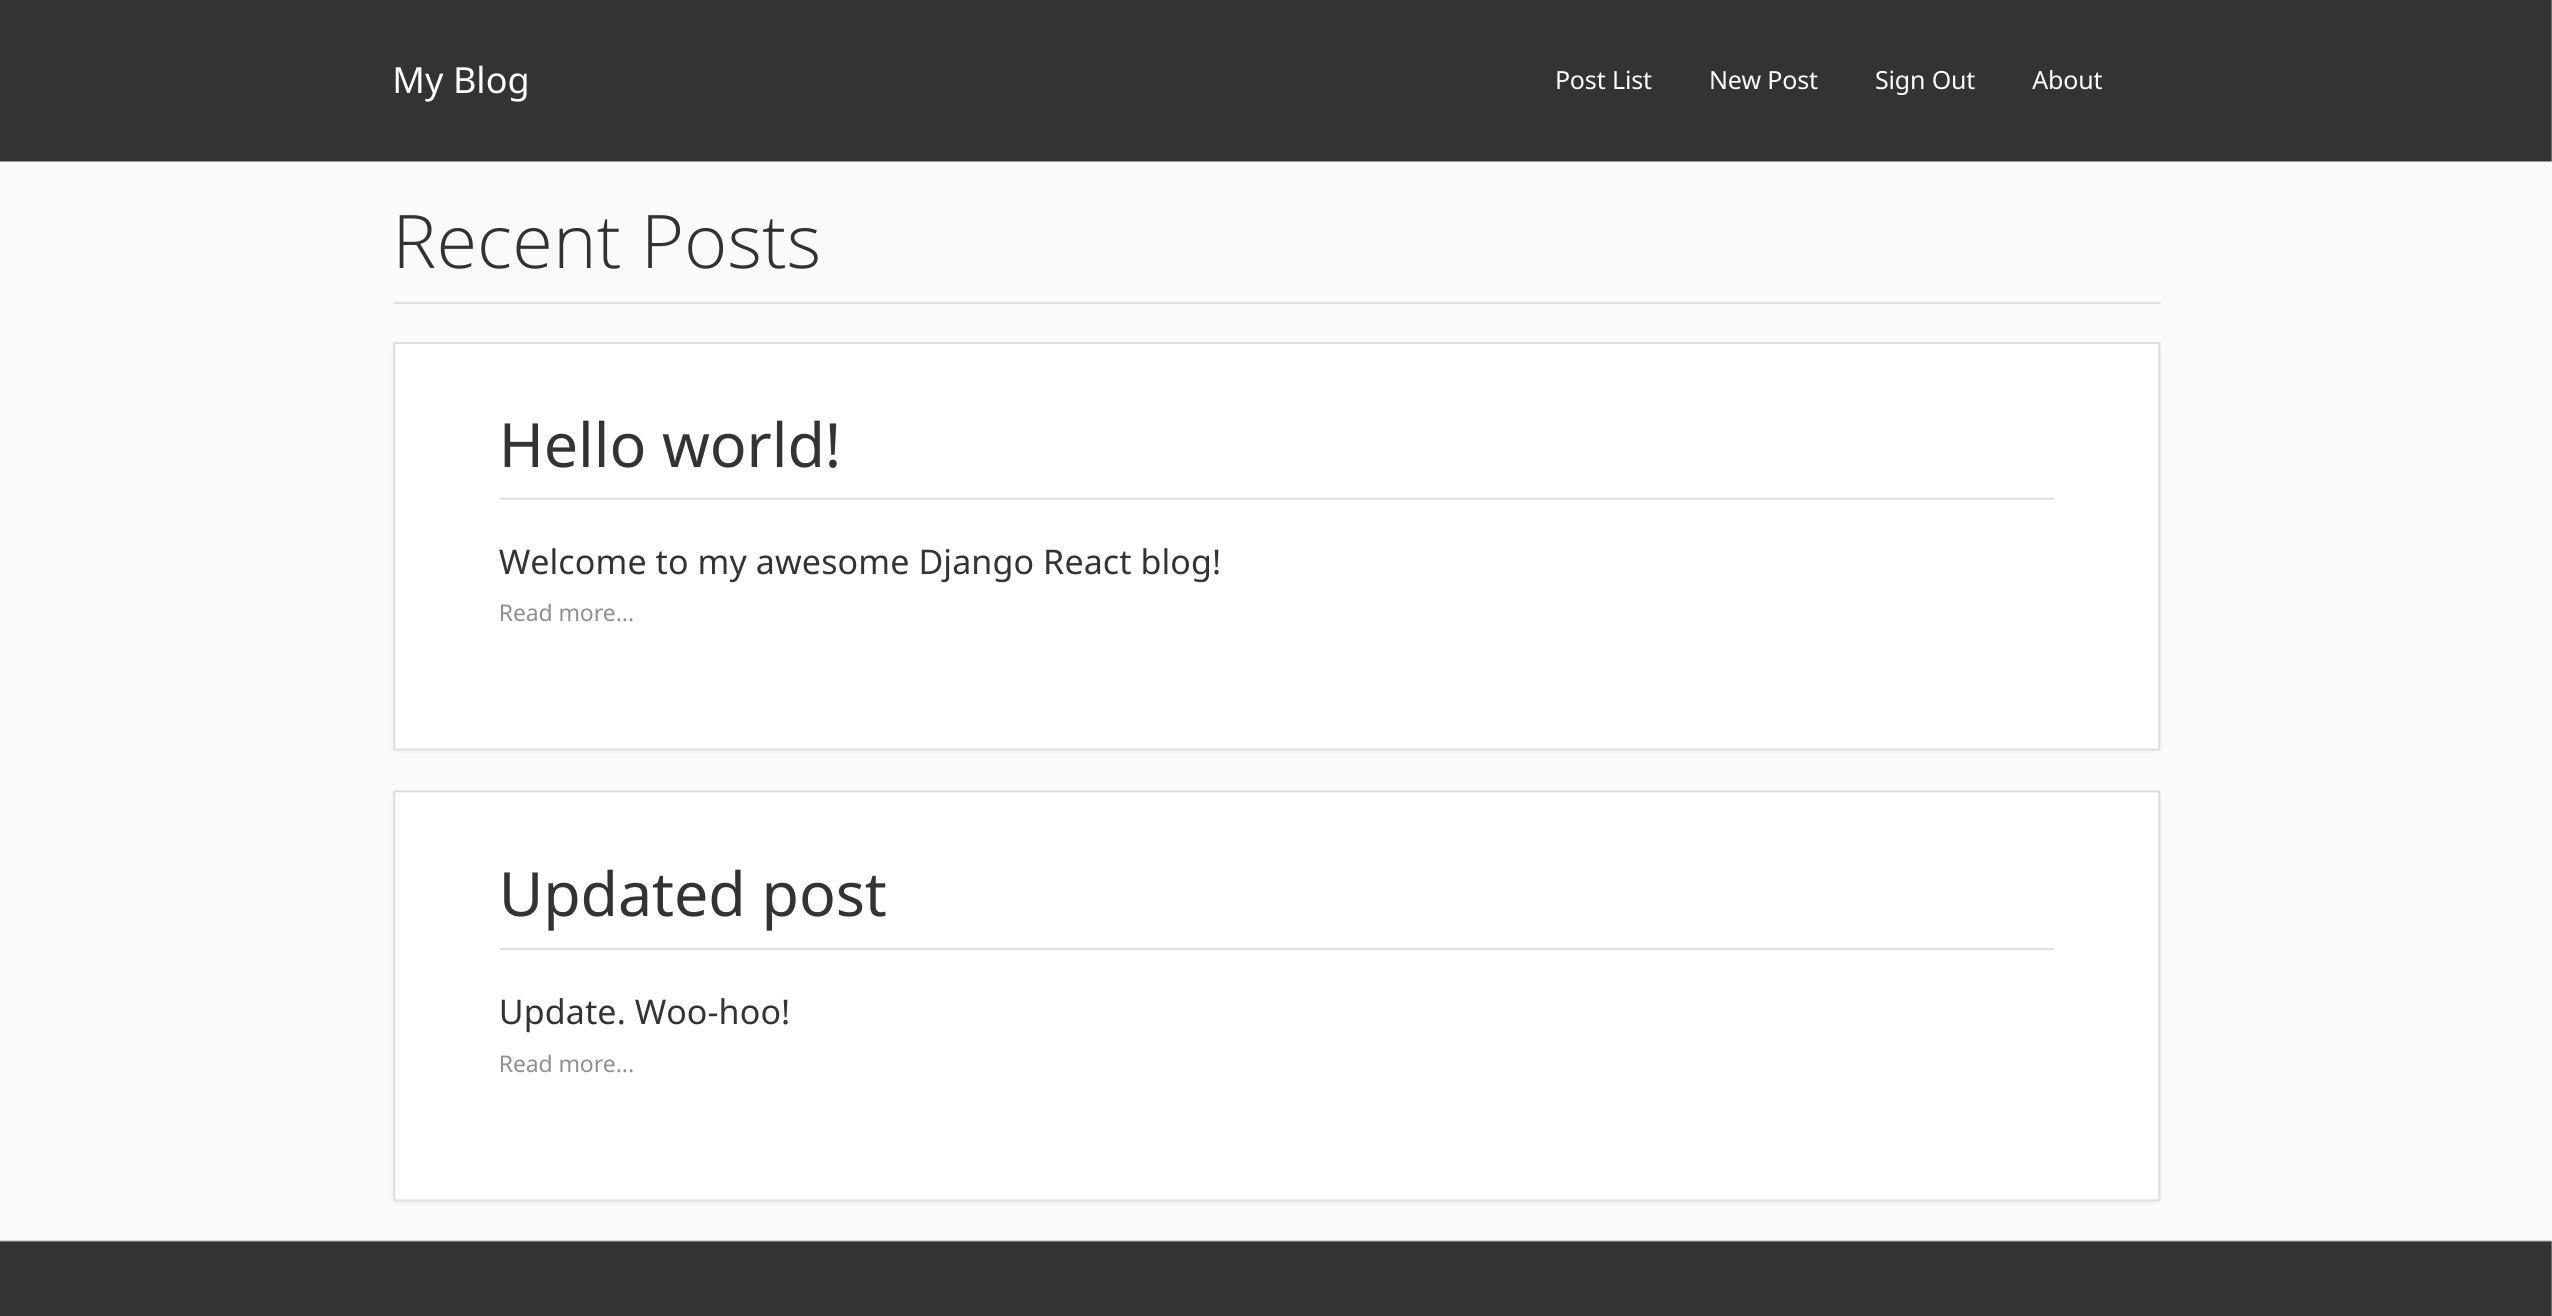 My Blog
Post List
New Post
Sign Out
About
Recent Posts
Hello world!
Welcome to my awesome Django React blog!
Read more...
Updated post
Update. Woo-hoo!
Read more...